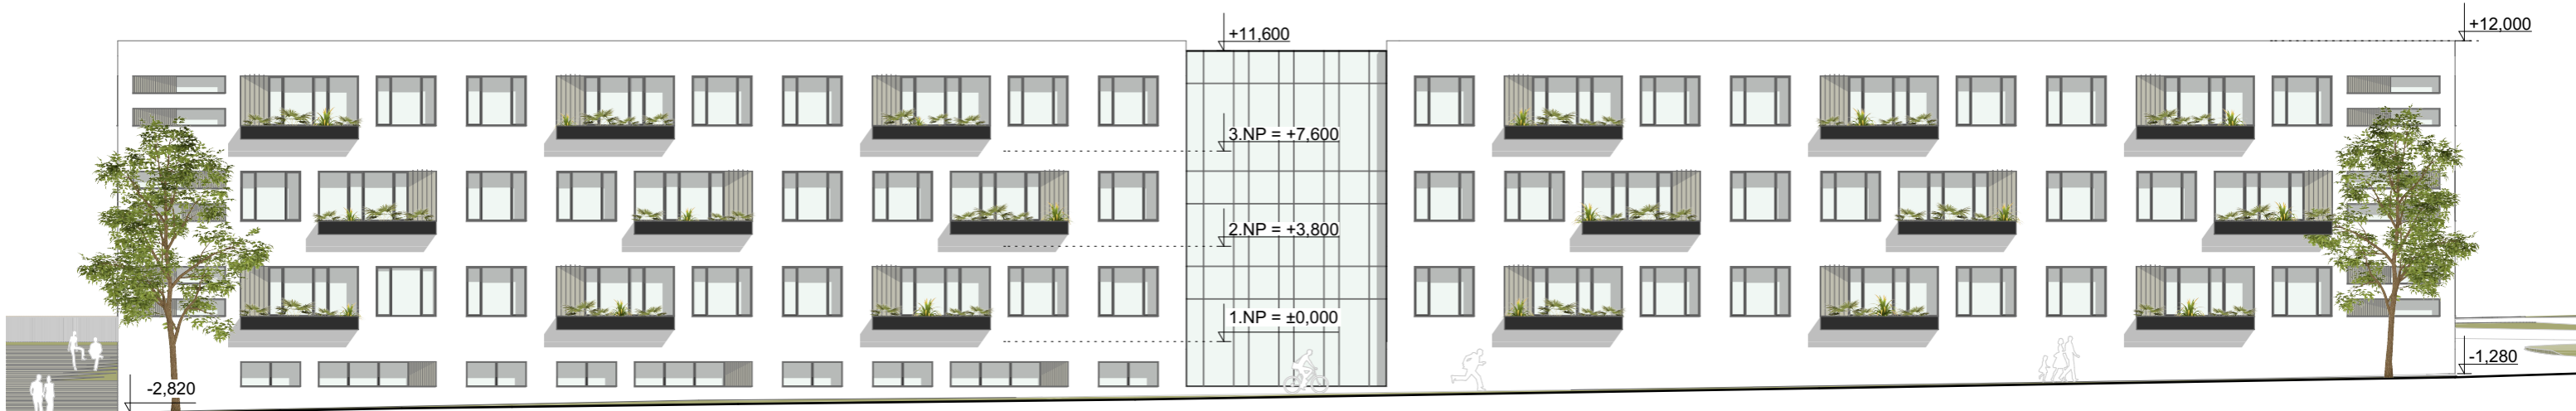 +11,600
+12,000
3.NP = +7,600
2.NP = +3,800
1.NP = ±0,000
-1,280
-2,820